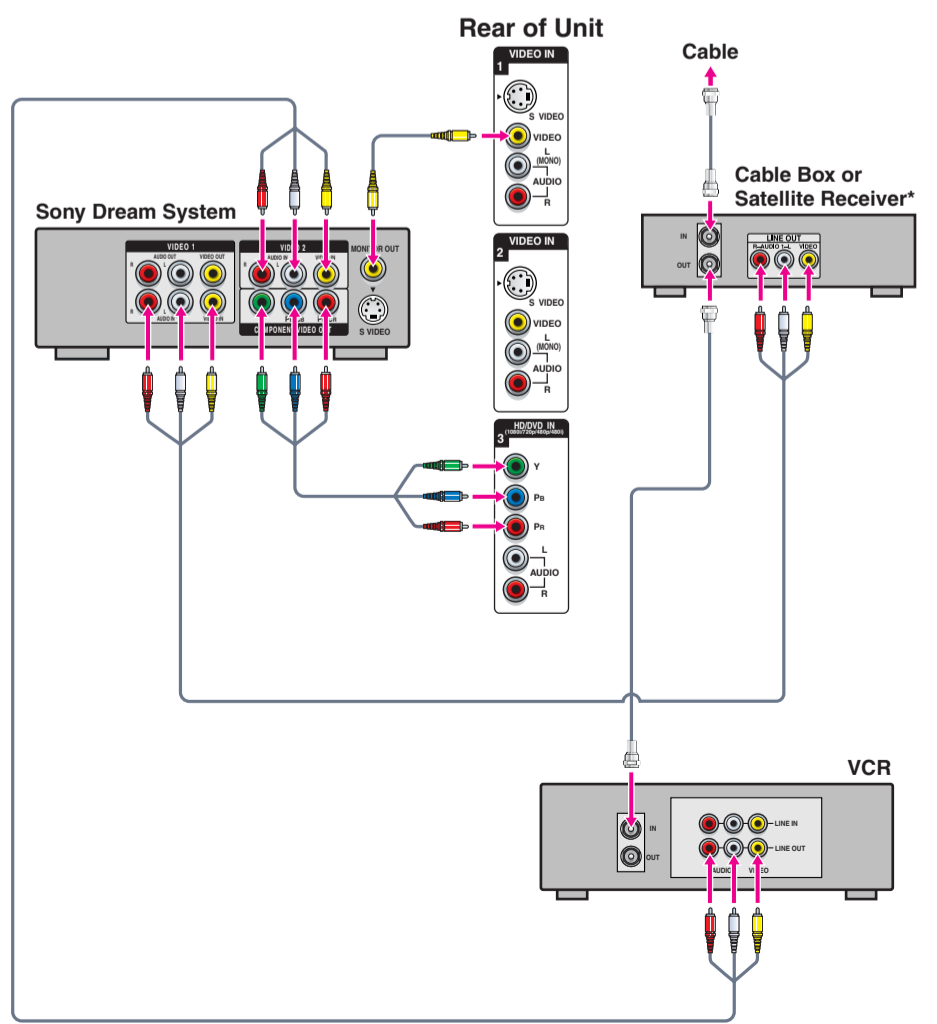 Rear of Unit
VIDEO IN
1
S VIDEO
VIDEO
L
(MONO)
AUDIO
R
Cable
Cable Box or
Satellite Receiver*
IN
OUT
LINE OUT
R–AUDIO 1–L VIDEO
Sony Dream System
VIDEO 1
AUDIO OUT VIDEO OUT
R L
R L
AUDIO IN VIDEO IN
VIDEO 2
AUDIO IN
R L
COMPONENT VIDEO OUT
MONITOR OUT
S VIDEO
VIDEO IN
2
S VIDEO
VIDEO
L
(MONO)
AUDIO
R
HD/DVD IN
(1080i/720p/480p/480i)
3
Y
PB
PR
L
AUDIO
R
VCR
IN
OUT
LINE IN
LINE OUT
AUDIO VIDEO